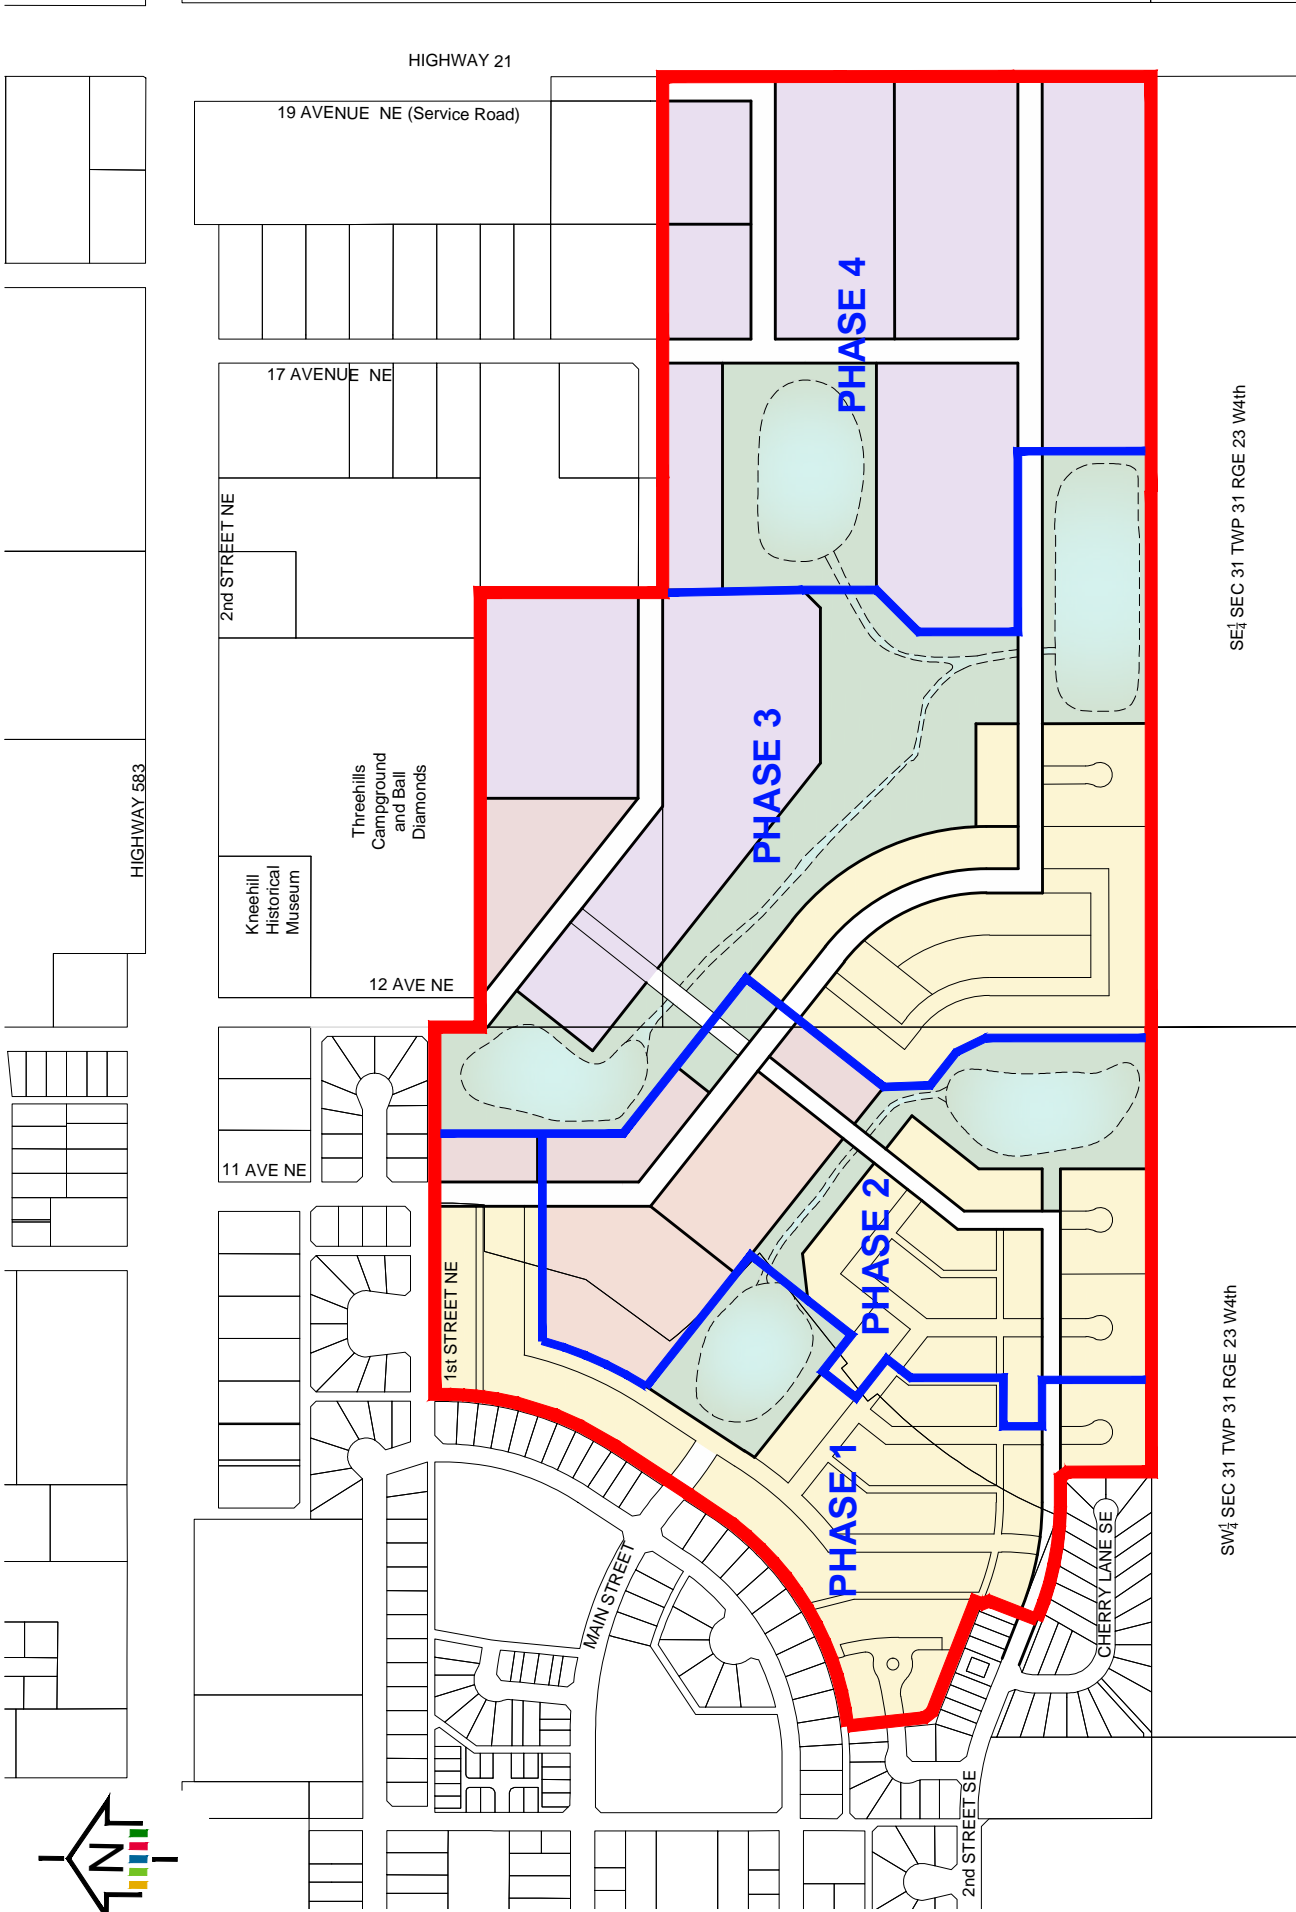 HIGHWAY 21
19 AVENUE NE (Service Road)
PHASE 4
17 AVENUE NE
SE1/4 SEC 31 TWP 31 RGE 23 W4th
2nd STREET NE
PHASE 3
HIGHWAY 583
Threehills
Campground
and Ball
Diamonds
Kneehill
Historical
Museum
12 AVE NE
11 AVE NE
PHASE 2
1st STREET NE
SW1/4 SEC 31 TWP 31 RGE 23 W4th
PHASE 1
MAIN STREET
CHERRY LANE SE
2nd STREET SE
N